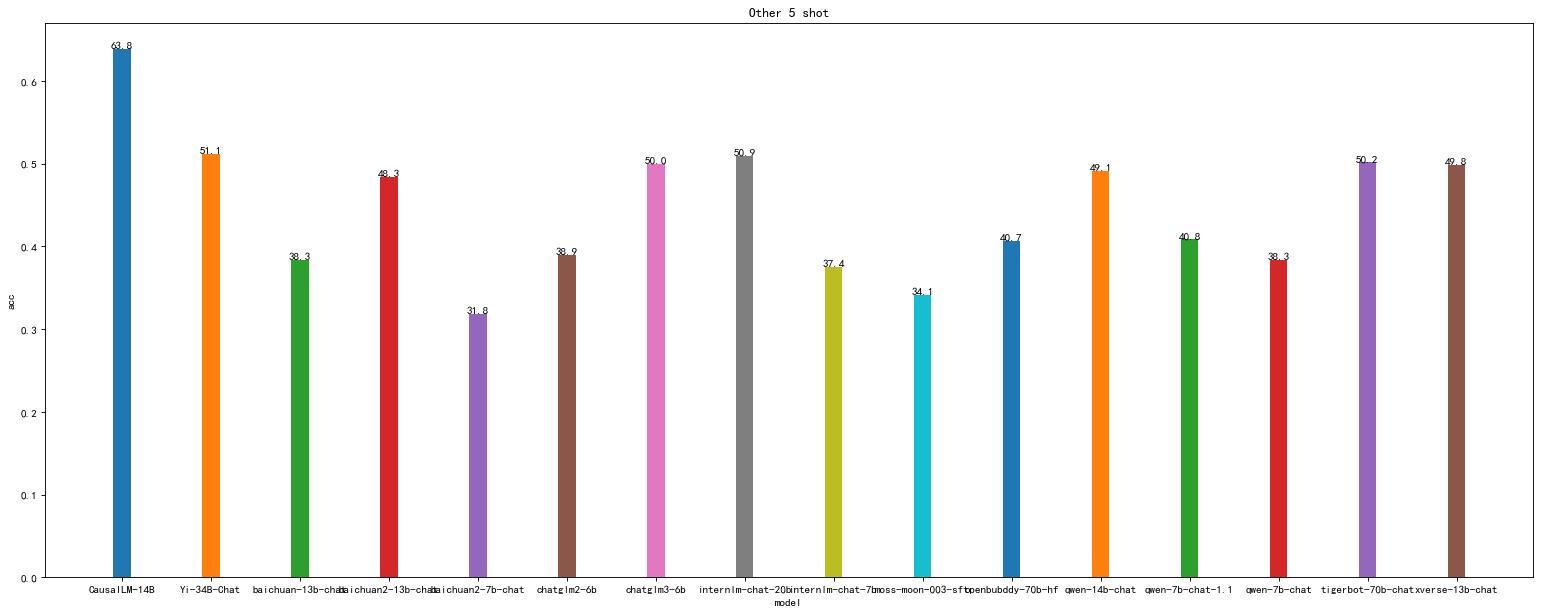 Other 5 shot
63.8
51.1
38.3
48.3
31.8
38.9
50.0
50.9
37.4
34.1
40.7
49.1
40.8
38.3
50.2
49.8
acc
0.6
0.5
0.4
0.3
0.2
0.1
0.0
CausalLM-14B
Yi-34B-Chat
baichuan-13b-chat
baichuan2-13b-chat
baichuan2-7b-chat
chatglm2-6b
chatglm3-6b
internlm-chat-20b
internlm-chat-7b
moss-moon-003-sft
openbubddy-70b-hf
qwen-14b-chat
qwen-7b-chat-1.1
qwen-7b-chat
tigerbot-70b-chat
xverse-13b-chat
model